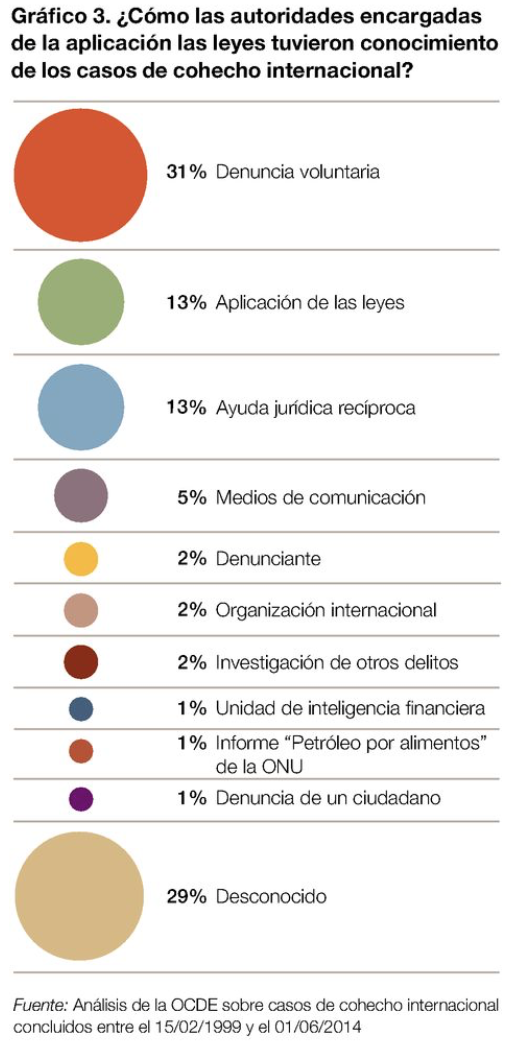 Gráfico 3. ¿Cómo las autoridades encargadas
de la aplicación las leyes tuvieron conocimiento
de los casos de cohecho internacional?
31% Denuncia voluntaria
13% Aplicación de las leyes
13% Ayuda jurídica recíproca
5% Medios de comunicación
2% Denunciante
2% Organización internacional
2% Investigación de otros delitos
1% Unidad de inteligencia financiera
1% Informe “Petróleo por alimentos”
de la ONU
1% Denuncia de un ciudadano
29% Desconocido
Fuente: Análisis de la OCDE sobre casos de cohecho internacional
concluidos entre el 15/02/1999 y el 01/06/2014